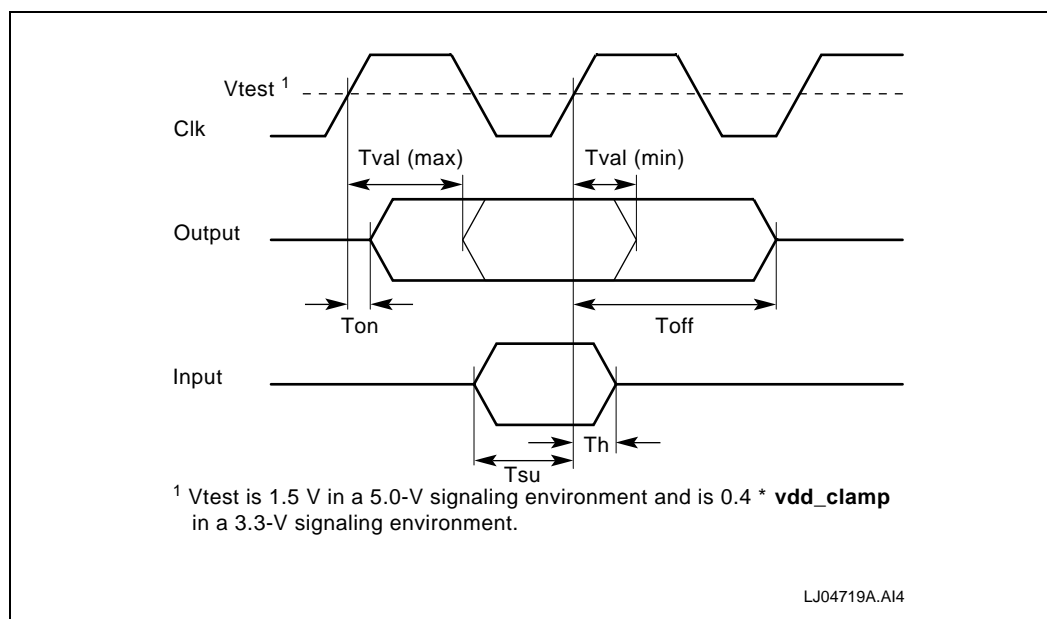 Vtest 1
Clk
Tval (max)
Tval (min)
Output
Ton
Toff
Input
Th
Tsu
1 Vtest is 1.5 V in a 5.0-V signaling environment and is 0.4 * vdd_clamp
in a 3.3-V signaling environment.
LJ04719A.AI4